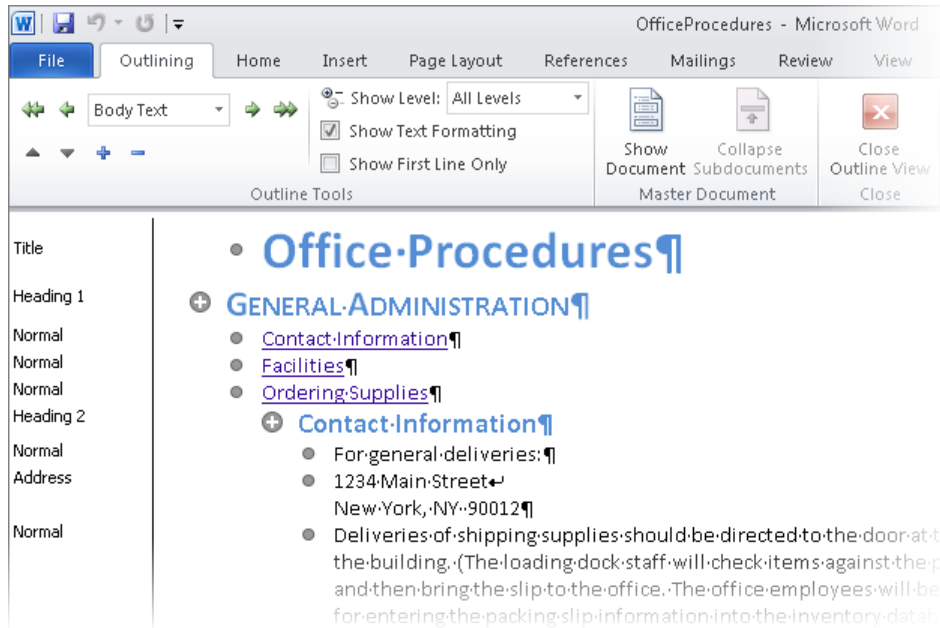 OfficeProcedures - Microsoft Word
File Outlining Home Insert Page Layout References Mailings Review View
Body Text
Show Level: All Levels
Show Text Formatting
Show First Line Only
Outline Tools
Show Document
Collapse Subdocuments
Master Document
Close Outline View
Close
Title Office·Procedures¶
Heading 1 GENERAL·ADMINISTRATION¶
Normal Contact·Information¶
Normal Facilities¶
Normal Ordering·Supplies¶
Heading 2 Contact·Information¶
Normal For·general·deliveries:¶
Address 1234·Main·Street↵
New·York,·NY··90012¶
Normal Deliveries·of·shipping·supplies·should·be·directed·to·the·door·at
the·building.·(The·loading·dock·staff·will·check·items·against·the
and·then·bring·the·slip·to·the·office.·The·office·employees·will·be
for·entering·the·packing·slip·information·into·the·inventory